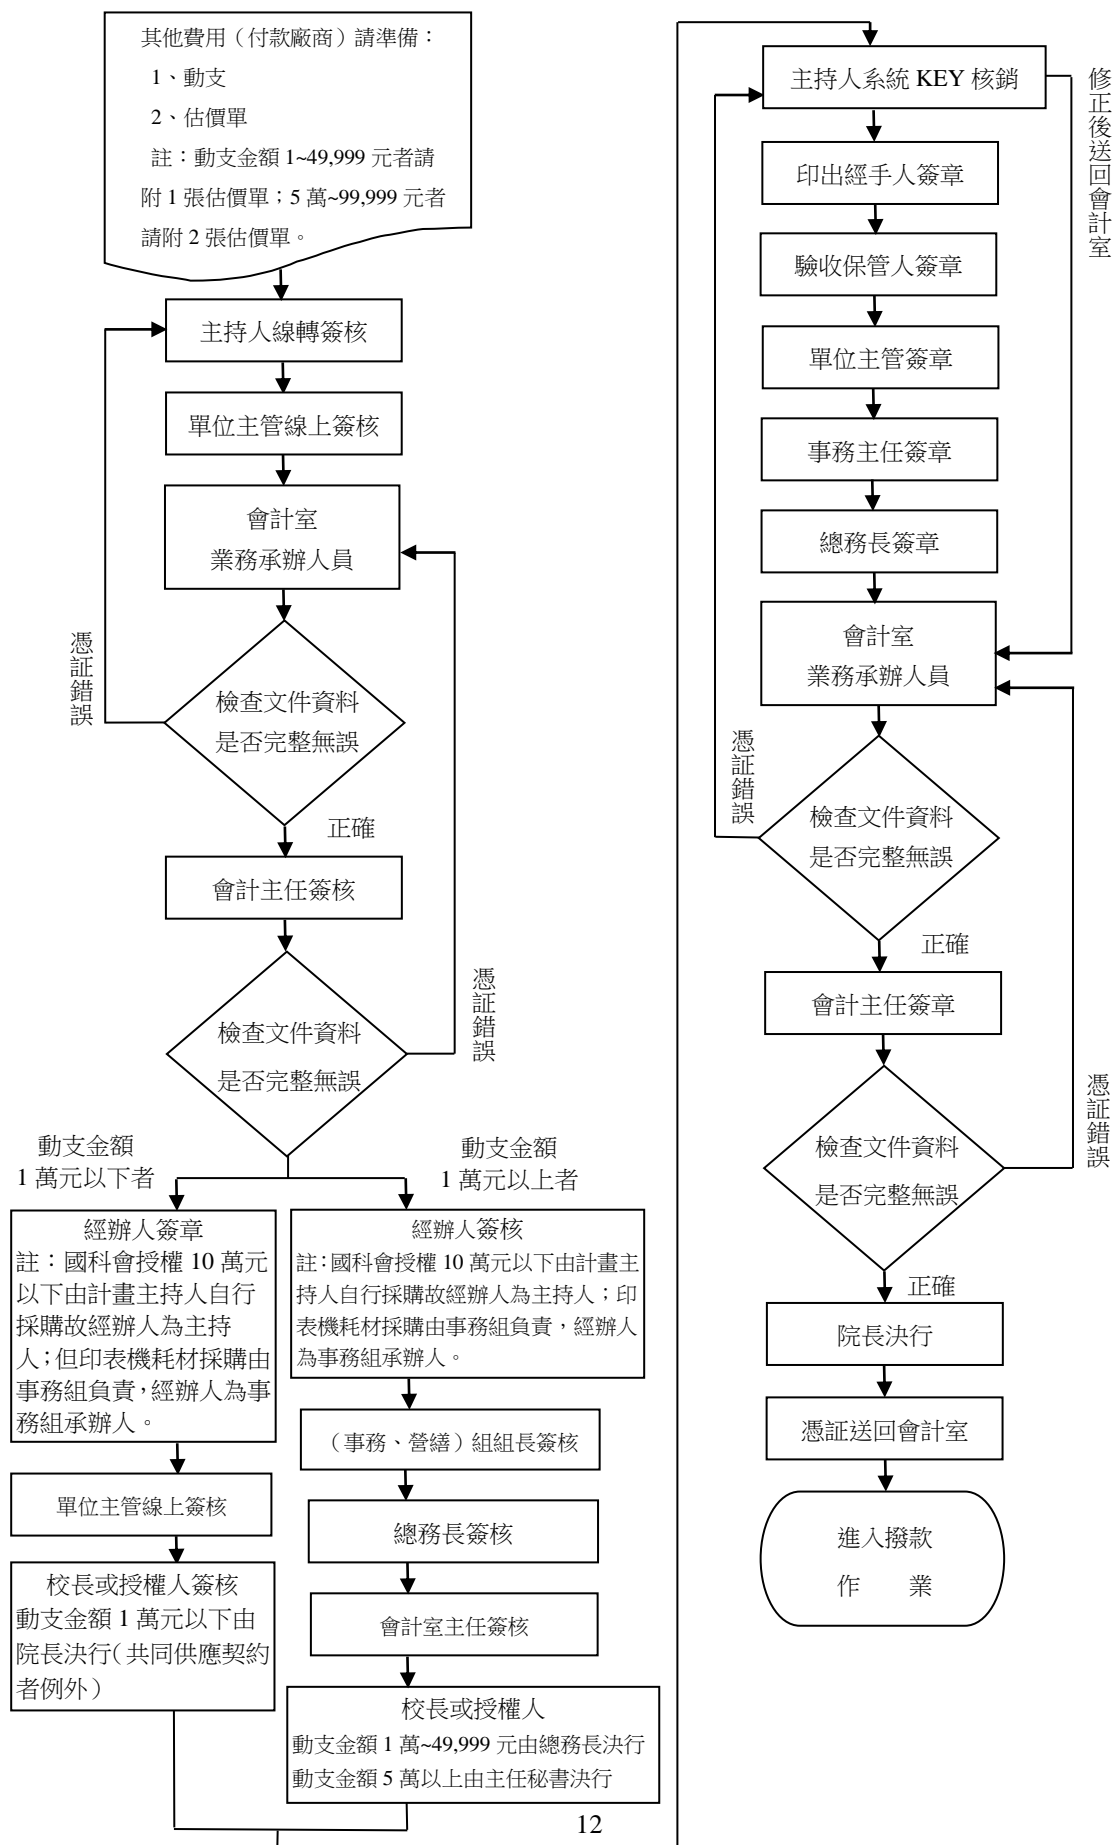 其他費用（付款廠商）請準備：
1、動支
2、估價單
註：動支金額 1~49,999 元者請
附 1 張估價單；5 萬~99,999 元者
請附 2 張估價單。
主持人線轉簽核
單位主管線上簽核
會計室
業務承辦人員
憑証錯誤
檢查文件資料
是否完整無誤
正確
會計主任簽核
憑証錯誤
檢查文件資料
是否完整無誤
動支金額
1 萬元以下者
動支金額
1 萬元以上者
經辦人簽章
註：國科會授權 10 萬元
以下由計畫主持人自行
採購故經辦人為主持
人；但印表機耗材採購由
事務組負責，經辦人為事
務組承辦人。
單位主管線上簽核
校長或授權人簽核
動支金額 1 萬元以下由
院長決行（共同供應契約
者例外）
經辦人簽核
註：國科會授權 10 萬元以下由計畫主
持人自行採購故經辦人為主持人；印
表機耗材採購由事務組負責，經辦人
為事務組承辦人。
（事務、營繕）組組長簽核
總務長簽核
會計室主任簽核
校長或授權人
動支金額 1 萬~49,999 元由總務長決行
動支金額 5 萬以上由主任秘書決行
主持人系統 KEY 核銷
修正後送回會計室
印出經手人簽章
驗收保管人簽章
單位主管簽章
事務主任簽章
總務長簽章
會計室
業務承辦人員
憑証錯誤
檢查文件資料
是否完整無誤
正確
會計主任簽章
憑証錯誤
檢查文件資料
是否完整無誤
正確
院長決行
憑証送回會計室
進入撥款
作　　業
12